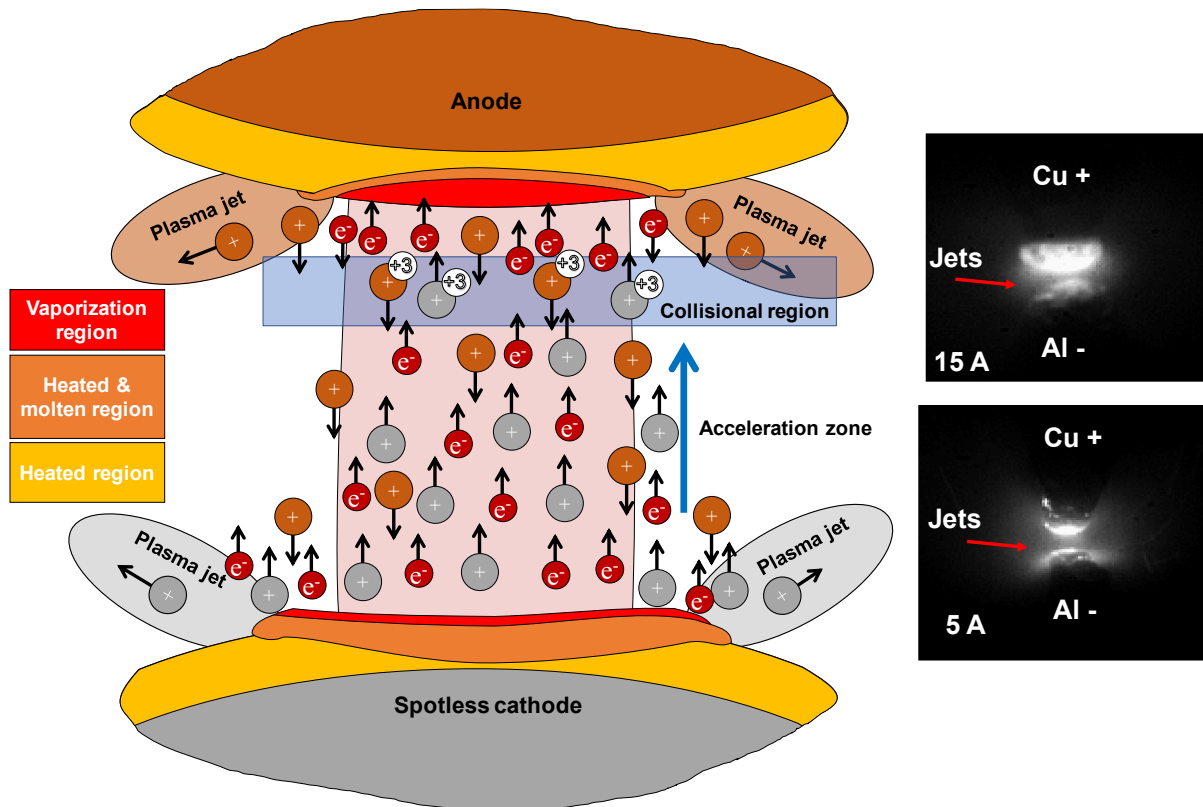 Anode
Plasma jet
Plasma jet
e-
e-
e-
e-
e-
e-
e-
e-
+
+
+
+
+
+3
+3
+3
+3
+
+
+
+
Collisional region
Vaporization
region
Heated &
molten region
Heated region
e-
e-
+
+
+
+
Acceleration zone
+
+
e-
e-
+
+
e-
+
+
e-
+
e-
Plasma jet
Plasma jet
+
+
e-
+
e-
+
e-
+
e-
e-
+
e-
+
+
+
Spotless cathode
Cu +
Jets
Al -
15 A
Cu +
Jets
Al -
5 A